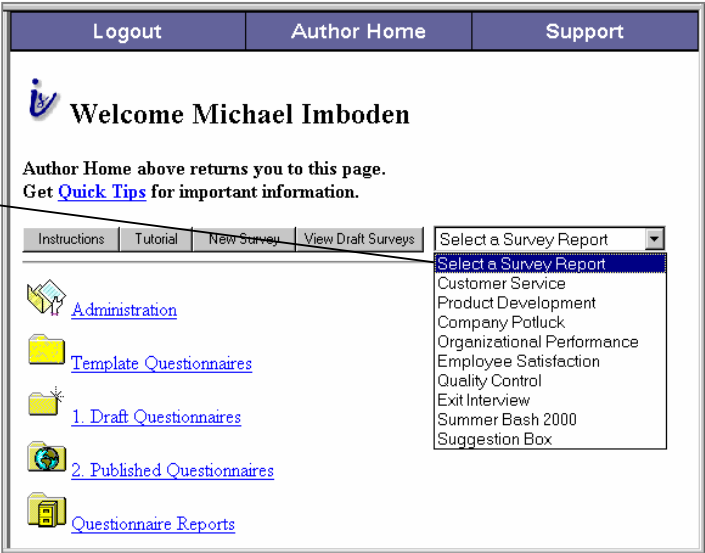 Logout Author Home Support
is Welcome Michael Imboden
Author Home above returns you to this page.
Get Quick Tips for important information.
Instructions Tutorial New Survey View Draft Surveys Select a Survey Report
Select a Survey Report
Customer Service
Product Development
Company Potluck
Organizational Performance
Employee Satisfaction
Quality Control
Exit Interview
Summer Bash 2000
Suggestion Box
Administration
Template Questionnaires
1. Draft Questionnaires
2. Published Questionnaires
Questionnaire Reports